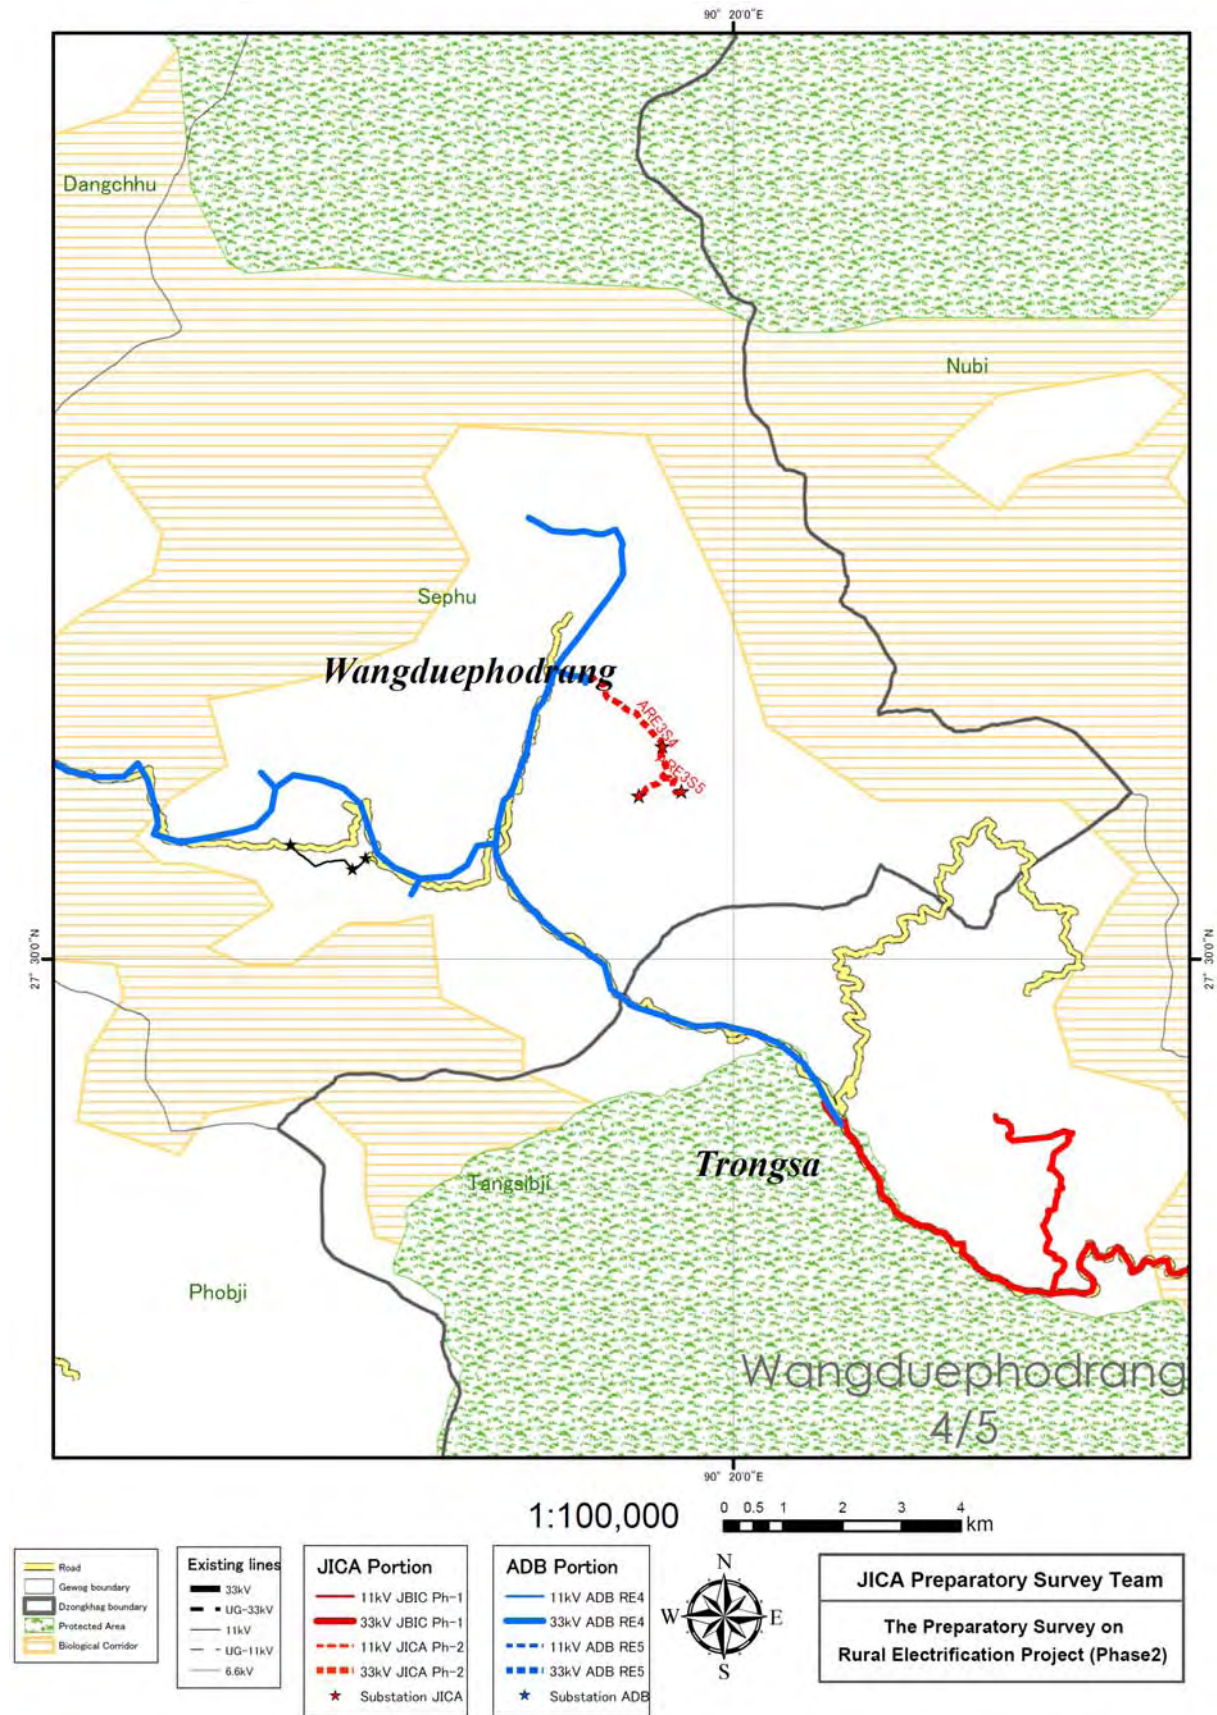 90° 20'0"E
Dangchhu
Nubi
Sephu
Wangduephodrang
ARE3S4
ARE3S5
27° 30'0"N
27° 30'0"N
Trongsa
Tangsibji
Phobji
Wangduephodrang
4/5
90° 20'0"E
1:100,000
0 0.5 1 2 3 4
km
Road
Gewog boundary
Dzongkhag boundary
Protected Area
Biological Corridor
Existing lines
33kV
UG-33kV
11kV
UG-11kV
6.6kV
JICA Portion
11kV JBIC Ph-1
33kV JBIC Ph-1
11kV JICA Ph-2
33kV JICA Ph-2
Substation JICA
ADB Portion
11kV ADB RE4
33kV ADB RE4
11kV ADB RE5
33kV ADB RE5
Substation ADB
N
W E
S
JICA Preparatory Survey Team
The Preparatory Survey on
Rural Electrification Project (Phase2)